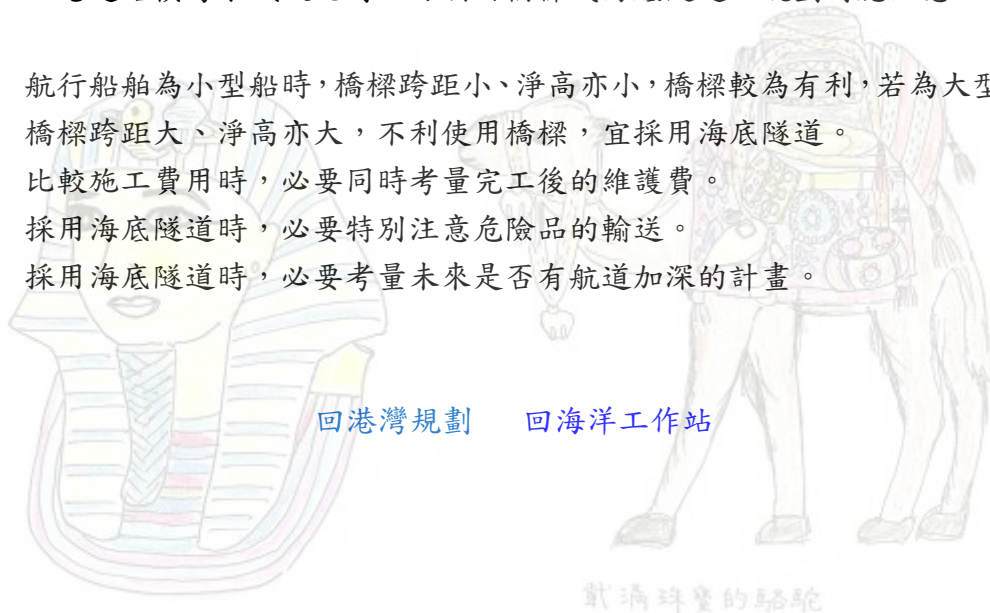 航行船舶為小型船時，橋樑跨距小、淨高亦小，橋樑較為有利，若為大型
橋樑跨距大、淨高亦大，不利使用橋樑，宜採用海底隧道。
比較施工費用時，必要同時考量完工後的維護費。
採用海底隧道時，必要特別注意危險品的輸送。
採用海底隧道時，必要考量未來是否有航道加深的計畫。
回港灣規劃 回海洋工作站
的駱駝